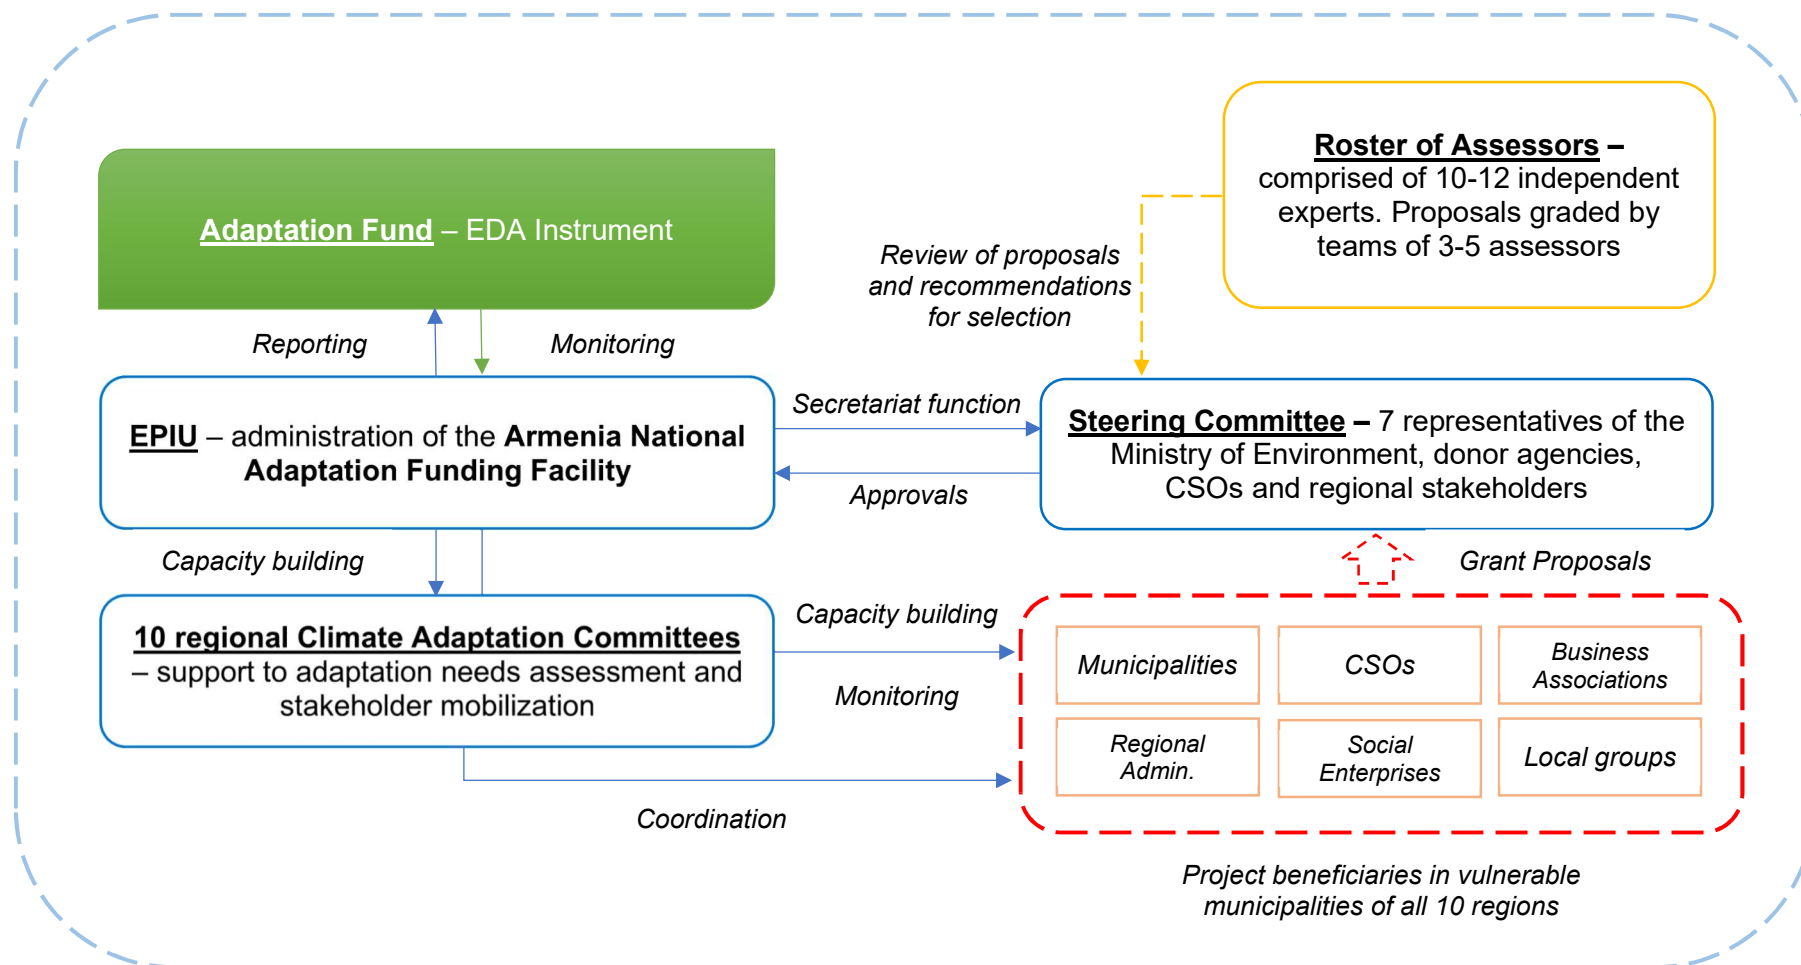 Adaptation Fund – EDA Instrument
Roster of Assessors –
comprised of 10-12 independent
experts. Proposals graded by
teams of 3-5 assessors
Review of proposals
and recommendations
for selection
Reporting
Monitoring
EPIU – administration of the Armenia National
Adaptation Funding Facility
Secretariat function
Approvals
Steering Committee – 7 representatives of the
Ministry of Environment, donor agencies,
CSOs and regional stakeholders
Capacity building
Grant Proposals
10 regional Climate Adaptation Committees
– support to adaptation needs assessment and
stakeholder mobilization
Capacity building
Monitoring
Municipalities
CSOs
Business
Associations
Regional
Admin.
Social
Enterprises
Local groups
Coordination
Project beneficiaries in vulnerable
municipalities of all 10 regions